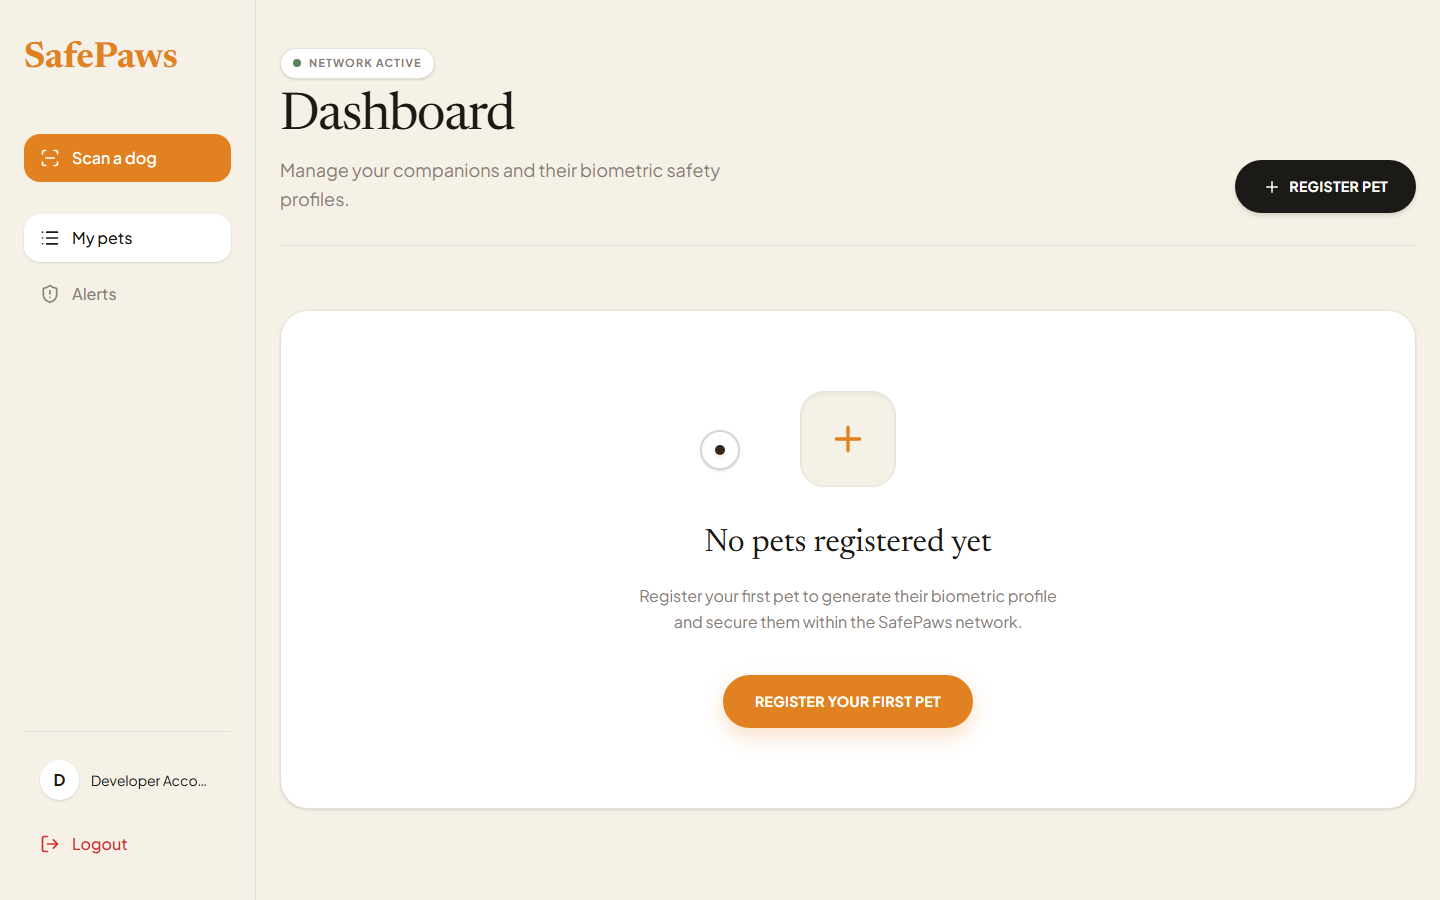 SafePaws
Scan a dog
My pets
Alerts
D
Developer Acco...
Logout
NETWORK ACTIVE
Dashboard
Manage your companions and their biometric safety
profiles.
REGISTER PET
No pets registered yet
Register your first pet to generate their biometric profile
and secure them within the SafePaws network.
REGISTER YOUR FIRST PET